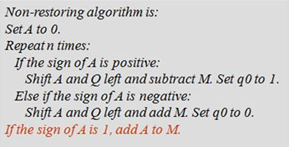 Non-restoring algorithm is:
Set A to 0.
Repeat n times:
If the sign of A is positive:
Shift A and Q left and subtract M. Set q0 to 1.
Else if the sign of A is negative:
Shift A and Q left and add M. Set q0 to 0.
If the sign of A is 1, add A to M.